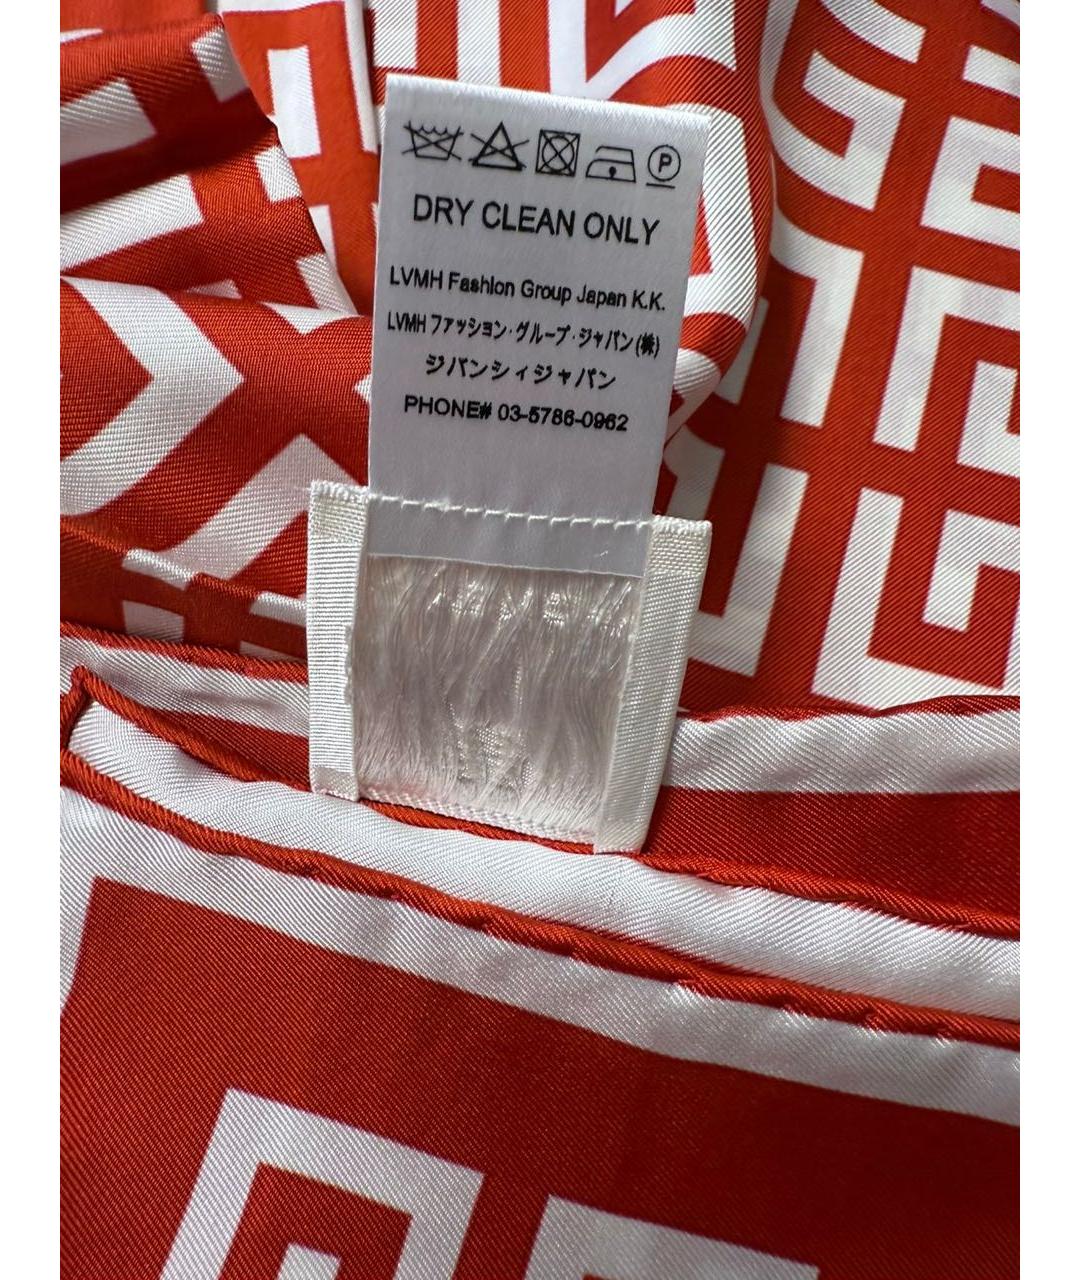 DRY CLEAN ONLY
LVMH Fashion Group Japan K.K.
LVMH ファッション･グループ･ジャパン(株)
ジバンシィジャパン
PHONE# 03-5786-0962